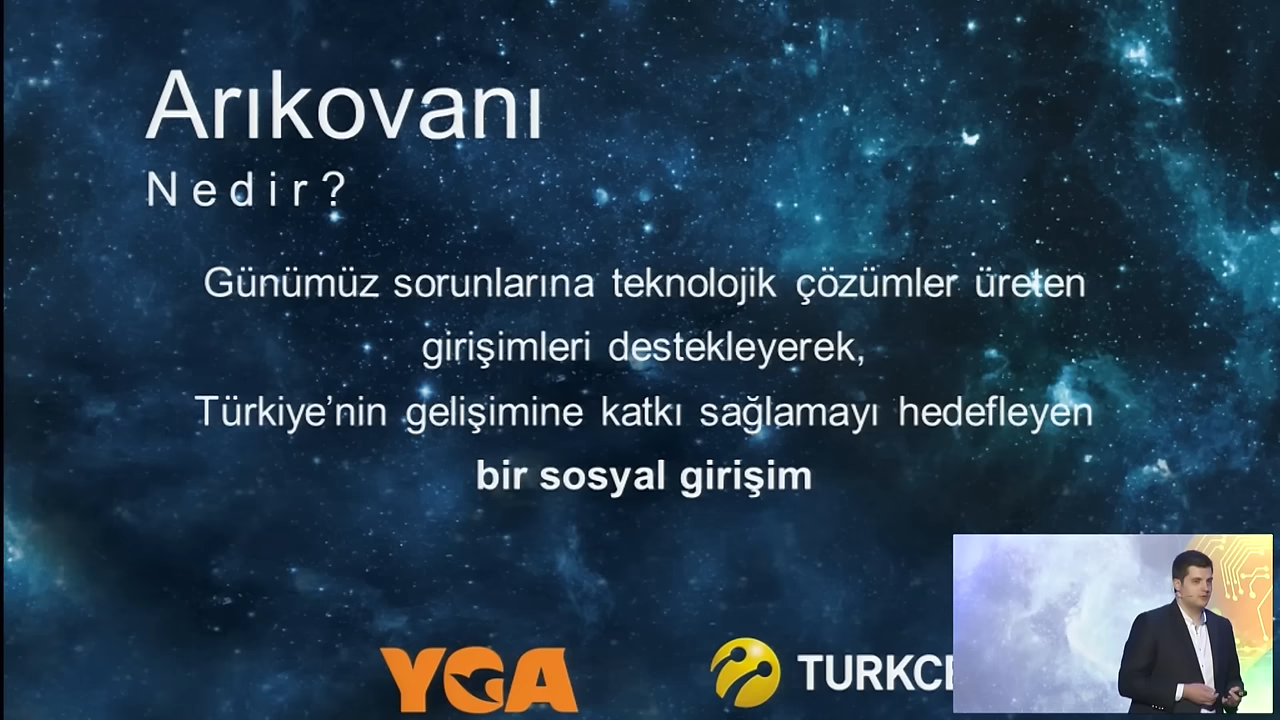 Arıkovanı
Nedir?
Günümüz sorunlarına teknolojik çözümler üreten
girişimleri destekleyerek,
Türkiye’nin gelişimine katkı sağlamayı hedefleyen
bir sosyal girişim
YGA